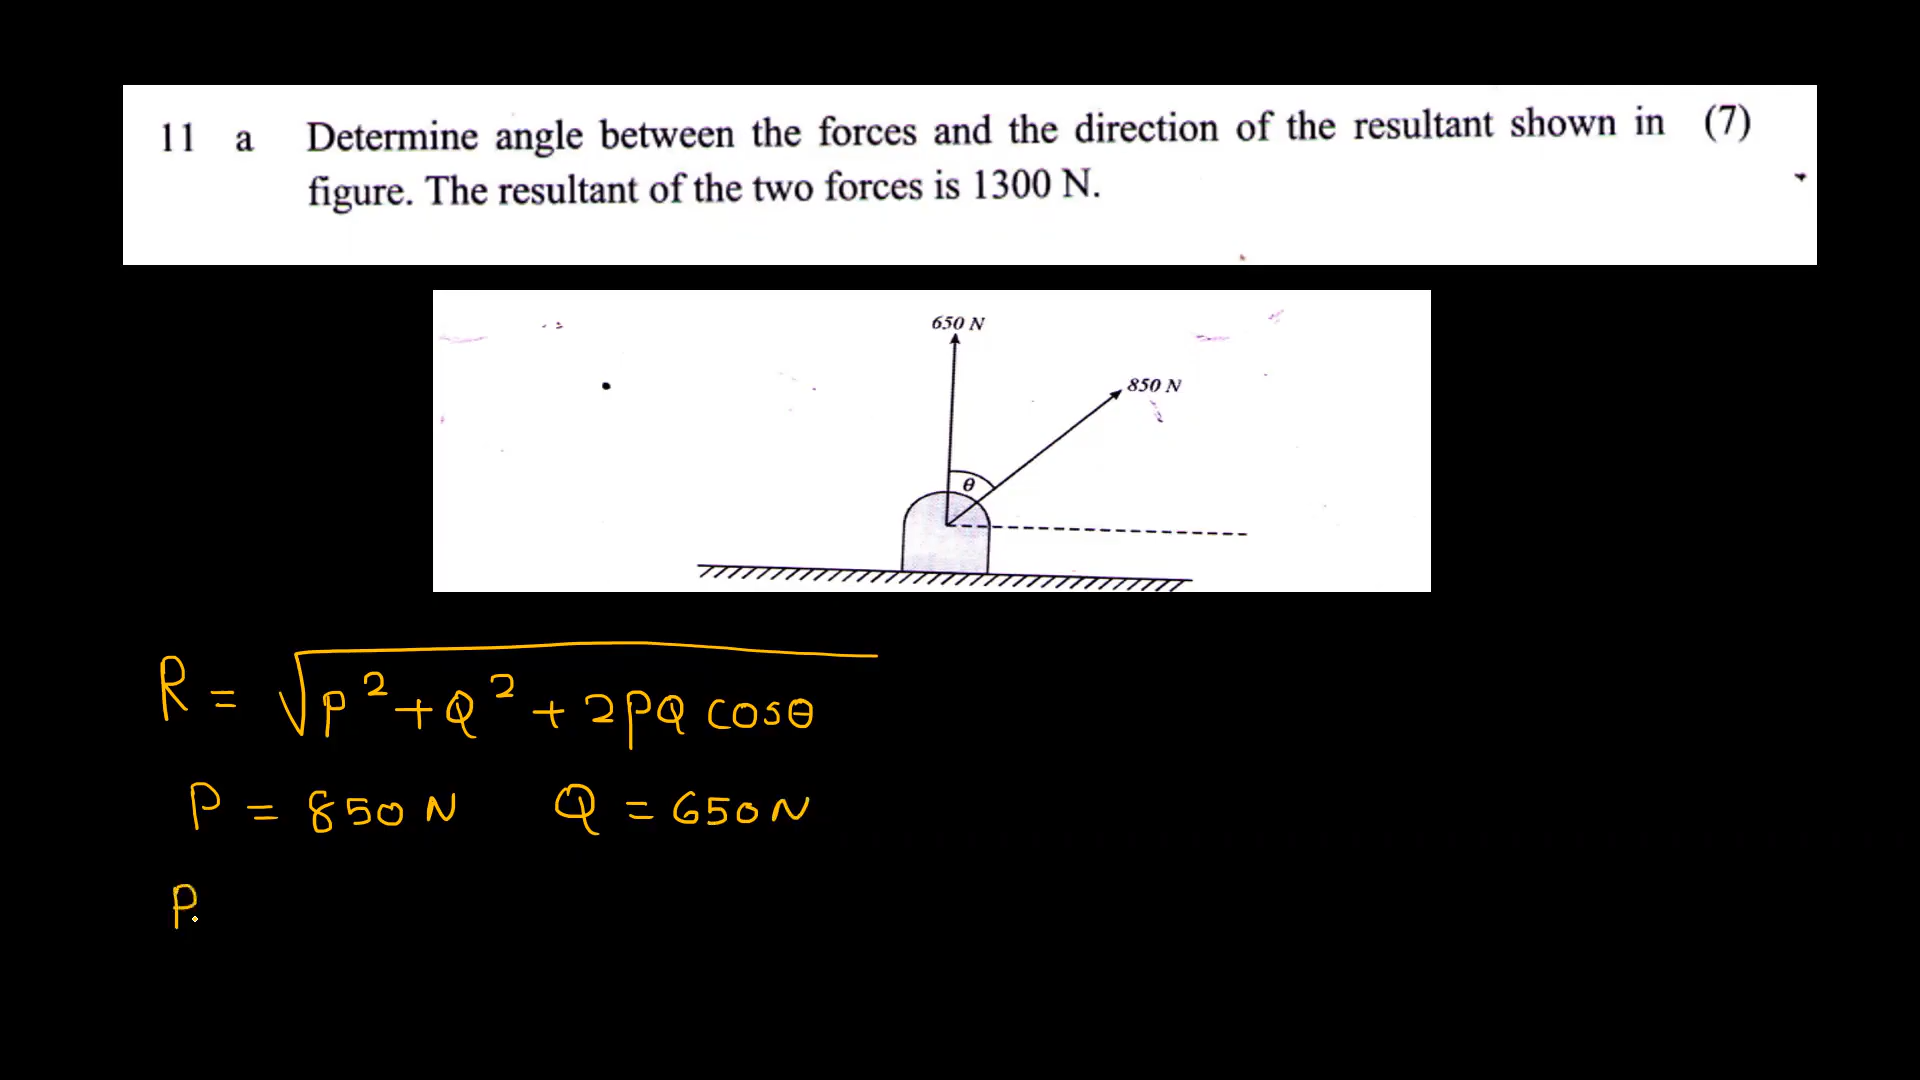 11 a Determine angle between the forces and the direction of the resultant shown in (7)
figure. The resultant of the two forces is 1300 N.
650 N
850 N
θ
R = √P²+Q²+2PQ cosθ
P = 850 N Q = 650 N
P